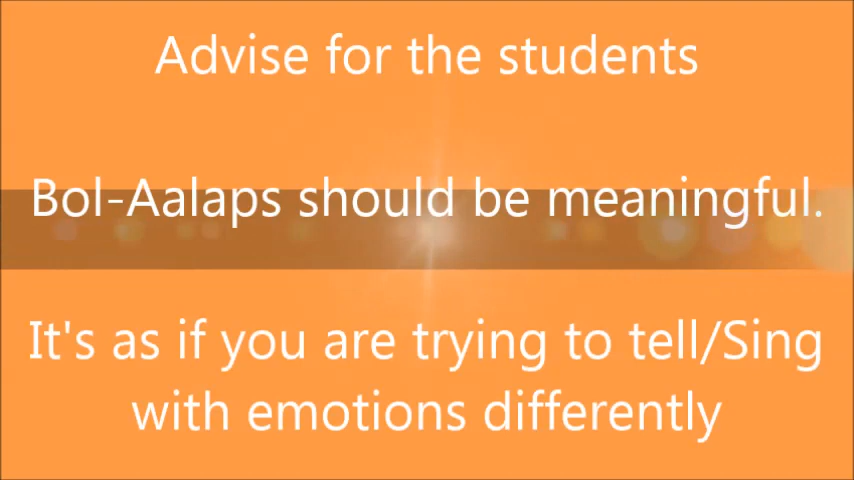 Advise for the students
Bol-Aalaps should be meaningful.
It's as if you are trying to tell/Sing
with emotions differently